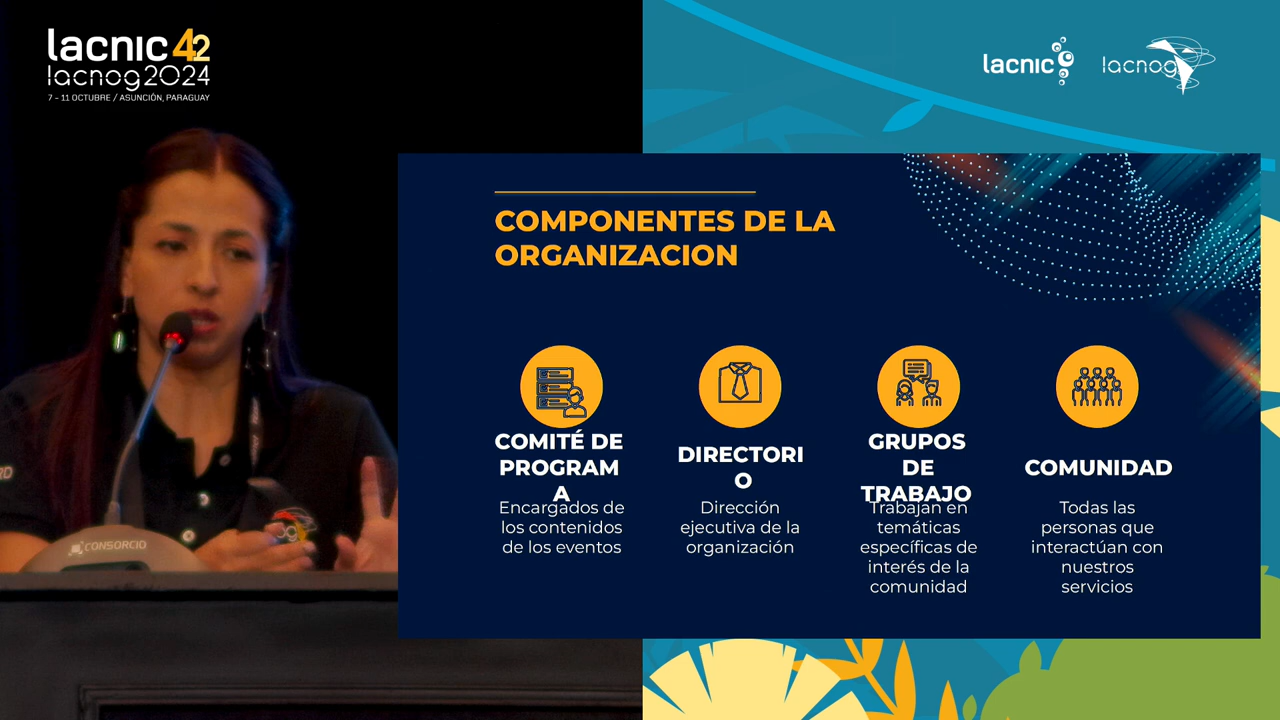 lacnic 42
lacnog2024
7 - 11 OCTUBRE / ASUNCIÓN, PARAGUAY
lacnic
lacnog
COMPONENTES DE LA
ORGANIZACION
COMITÉ DE
PROGRAM
A
Encargados de
los contenidos
de los eventos
DIRECTORI
O
Dirección
ejecutiva de la
organización
GRUPOS
DE
TRABAJO
Trabajan en
temáticas
específicas de
interés de la
comunidad
COMUNIDAD
Todas las
personas que
interactúan con
nuestros
servicios
CONSORCIO